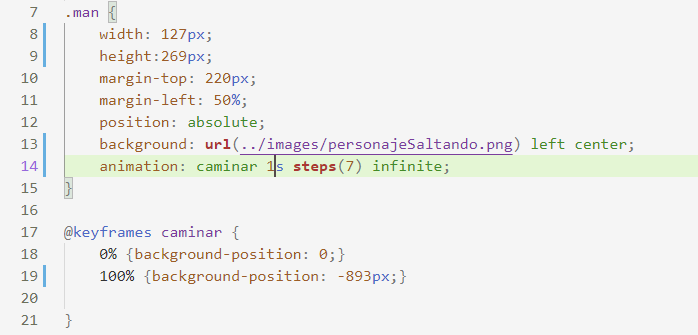 7 .man {
8 width: 127px;
9 height:269px;
10 margin-top: 220px;
11 margin-left: 50%;
12 position: absolute;
13 background: url(../images/personajeSaltando.png) left center;
14 animation: caminar 1s steps(7) infinite;
15 }
16
17 @keyframes caminar {
18 0% {background-position: 0;}
19 100% {background-position: -893px;}
20
21 }